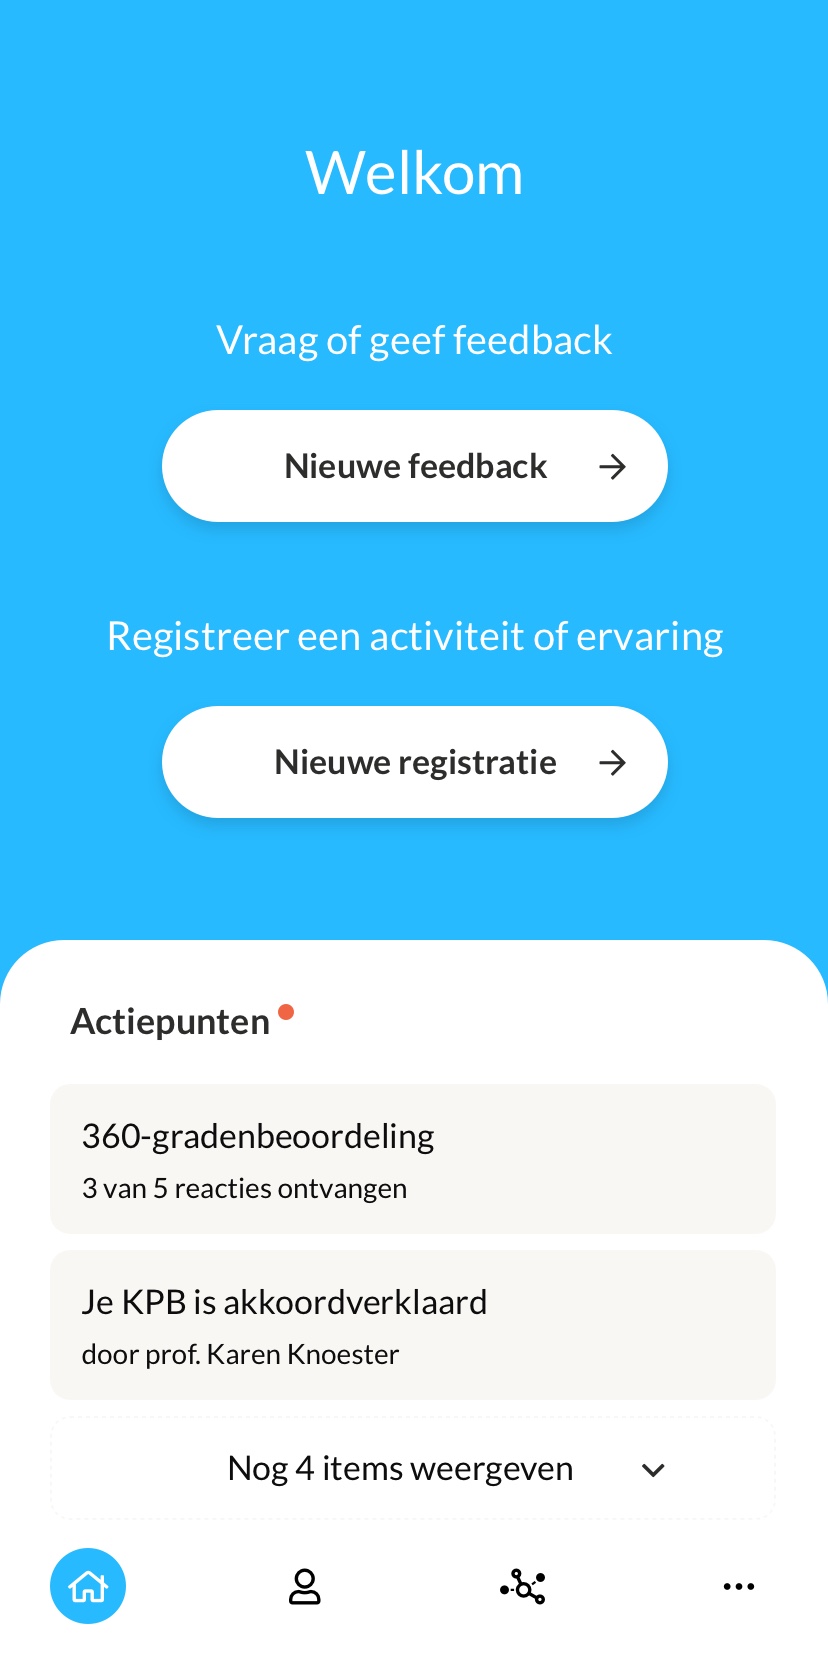 Welkom
Vraag of geef feedback
Nieuwe feedback
Registreer een activiteit of ervaring
Nieuwe registratie
Actiepunten
360-gradenbeoordeling
3 van 5 reacties ontvangen
Je KPB is akkoordverklaard
door prof. Karen Knoester
Nog 4 items weergeven